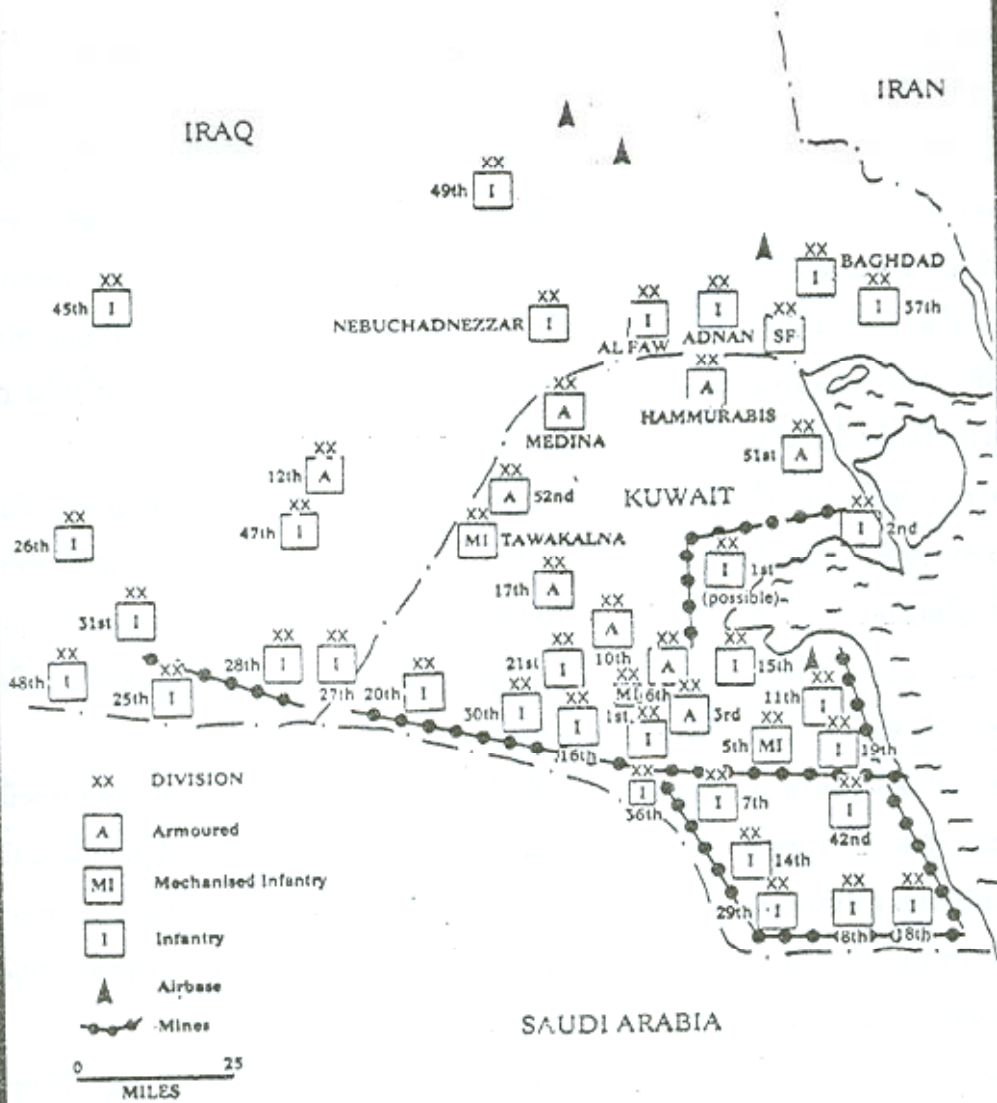 IRAN
IRAQ
XX
49th I
XX
BAGHDAD
I
XX
45th I
XX
I 37th
XX
NEBUCHADNEZZAR I
XX
I
AL FAW
XX
I
ADNAN
XX
SF
XX
A
MEDINA
XX
A
HAMMURABIS
XX
51st A
XX
12th A
XX
A 52nd
KUWAIT
XX
26th I
XX
47th I
XX
MI TAWAKALNA
XX
I 2nd
XX
I 1st
(possible)
XX
17th A
XX
31st I
XX
A
10th
XX
48th I
XX
25th I
XX
28th I
XX
I
27th
XX
20th I
XX
21st I
XX
A
6th
XX
I 15th
XX
MI
1st
XX
11th I
XX
30th I
XX
I
16th
XX
I
XX
A 3rd
XX
5th MI
XX
I 19th
XX
I
36th
XX
I 7th
XX
I
42nd
XX
I 14th
XX
29th I
XX
I
8th
XX
I
18th
XX DIVISION
A Armoured
MI Mechanised Infantry
I Infantry
Airbase
Mines
0 25
MILES
SAUDI ARABIA